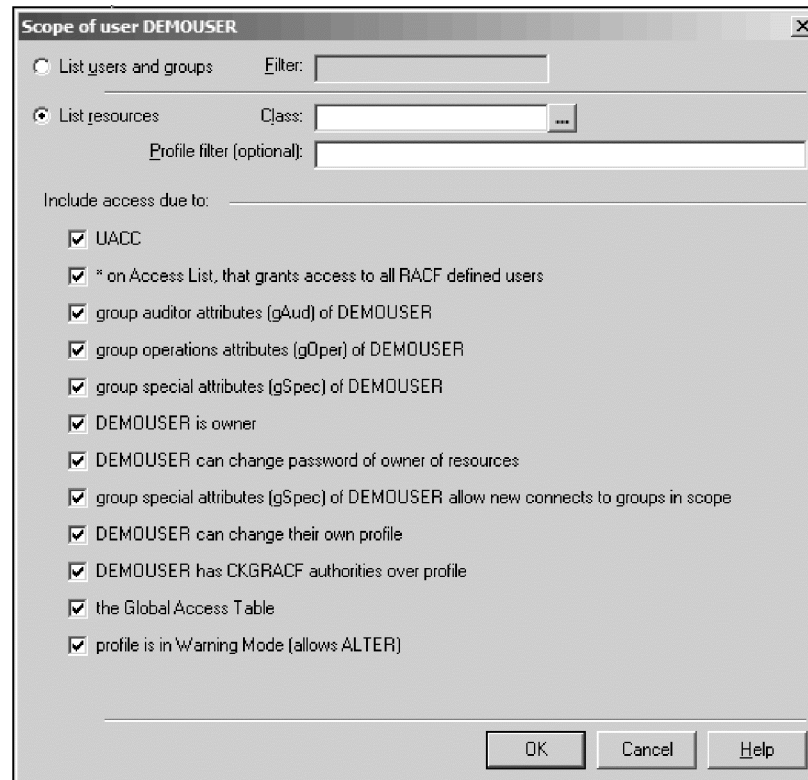 Scope of user DEMOUSER
List users and groups Filter:
List resources Class: ...
Profile filter (optional):
Include access due to:
UACC
* on Access List, that grants access to all RACF defined users
group auditor attributes (gAud) of DEMOUSER
group operations attributes (gOper) of DEMOUSER
group special attributes (gSpec) of DEMOUSER
DEMOUSER is owner
DEMOUSER can change password of owner of resources
group special attributes (gSpec) of DEMOUSER allow new connects to groups in scope
DEMOUSER can change their own profile
DEMOUSER has CKGRACF authorities over profile
the Global Access Table
profile is in Warning Mode (allows ALTER)
OK Cancel Help